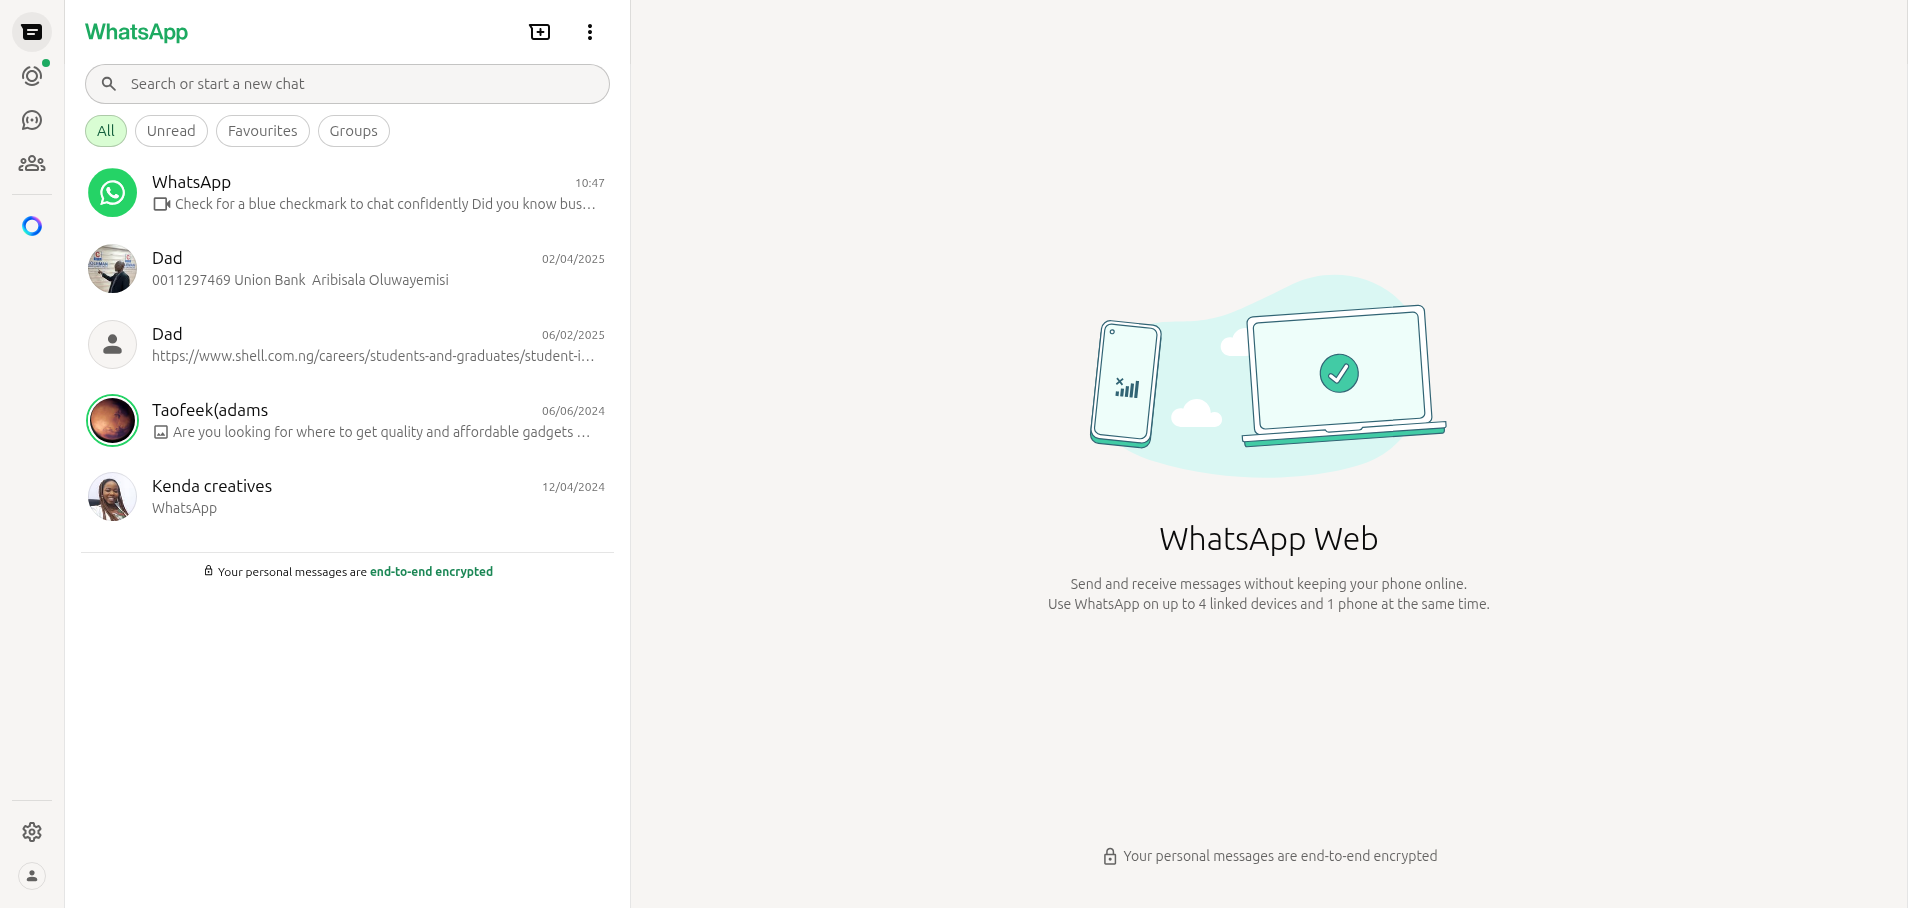 WhatsApp
Search or start a new chat
All
Unread
Favourites
Groups
WhatsApp
10:47
Check for a blue checkmark to chat confidently Did you know bus...
Dad
02/04/2025
0011297469 Union Bank  Aribisala Oluwayemisi
Dad
06/02/2025
https://www.shell.com.ng/careers/students-and-graduates/student-i...
Taofeek(adams
06/06/2024
Are you looking for where to get quality and affordable gadgets ...
Kenda creatives
12/04/2024
WhatsApp
Your personal messages are end-to-end encrypted
WhatsApp Web
Send and receive messages without keeping your phone online.
Use WhatsApp on up to 4 linked devices and 1 phone at the same time.
Your personal messages are end-to-end encrypted